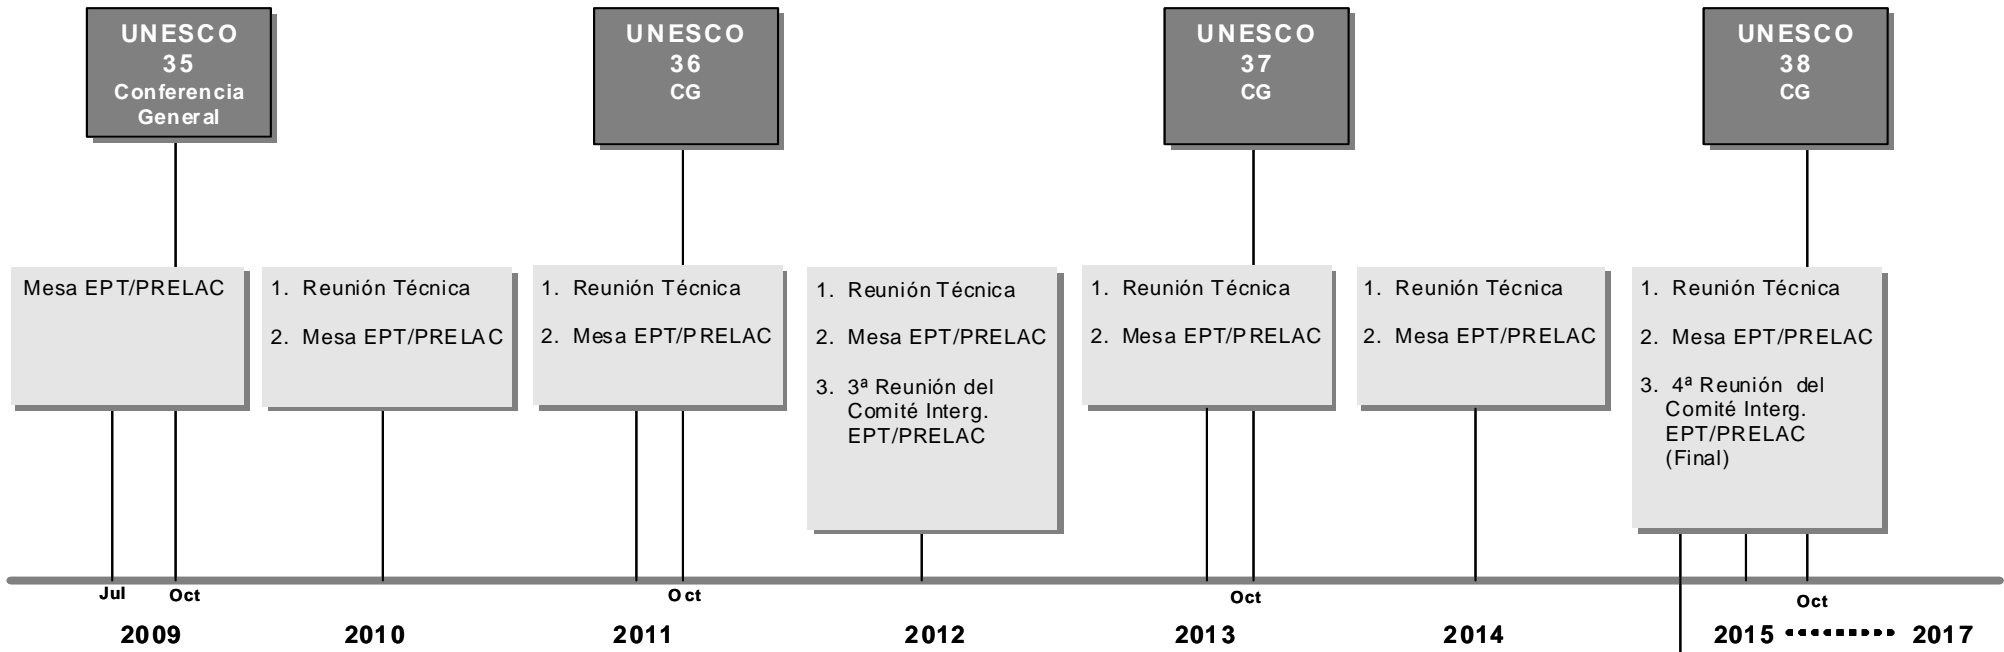 UNESCO
35
Conferencia
General
UNESCO
36
CG
UNESCO
37
CG
UNESCO
38
CG
Mesa EPT/PRELAC
1. Reunión Técnica
2. Mesa EPT/PRELAC
1. Reunión Técnica
2. Mesa EPT/PRELAC
1. Reunión Técnica
2. Mesa EPT/PRELAC
3. 3ª Reunión del
Comité Interg.
EPT/PRELAC
1. Reunión Técnica
2. Mesa EPT/PRELAC
1. Reunión Técnica
2. Mesa EPT/PRELAC
1. Reunión Técnica
2. Mesa EPT/PRELAC
3. 4ª Reunión del
Comité Interg.
EPT/PRELAC
(Final)
Jul
Oct
Oct
Oct
Oct
2009
2010
2011
2012
2013
2014
2015
2017